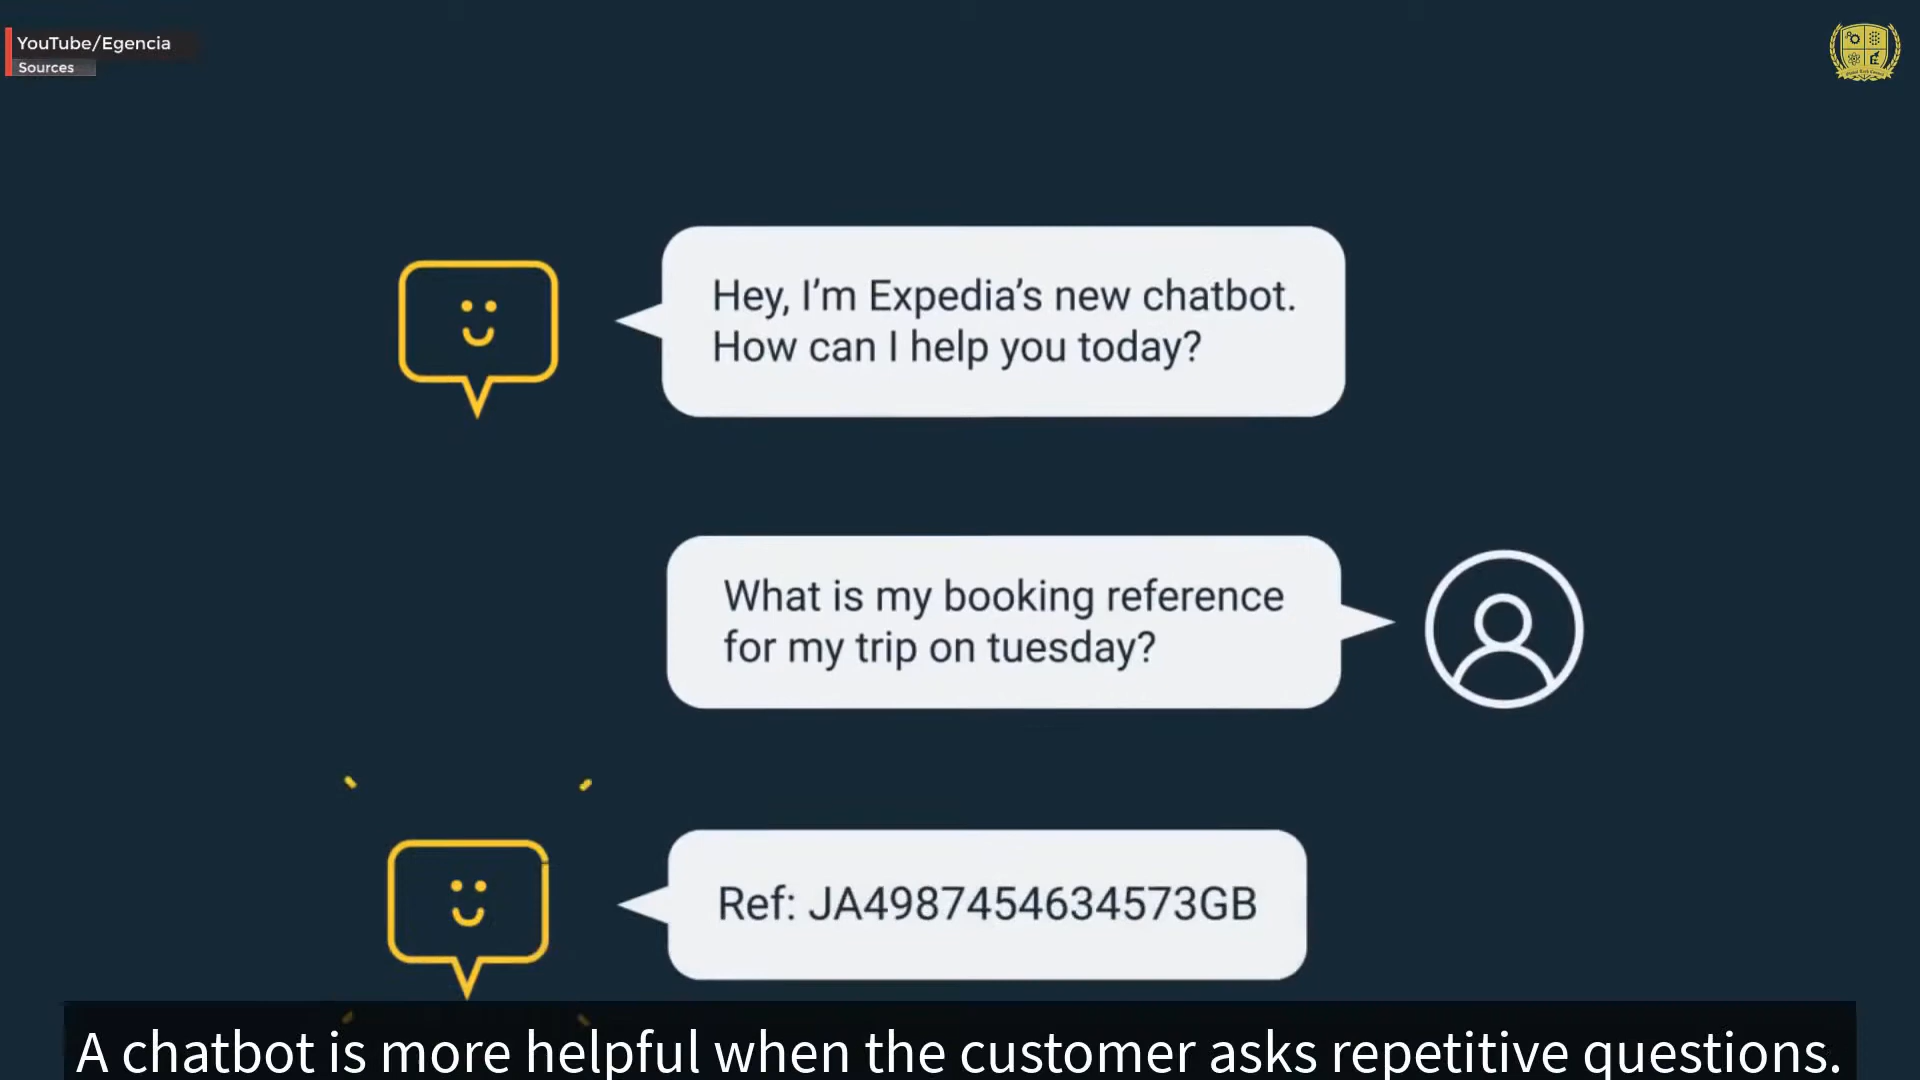 YouTube/Egencia
Sources
Hey, I’m Expedia’s new chatbot.
How can I help you today?
What is my booking reference
for my trip on tuesday?
Ref: JA4987454634573GB
A chatbot is more helpful when the customer asks repetitive questions.